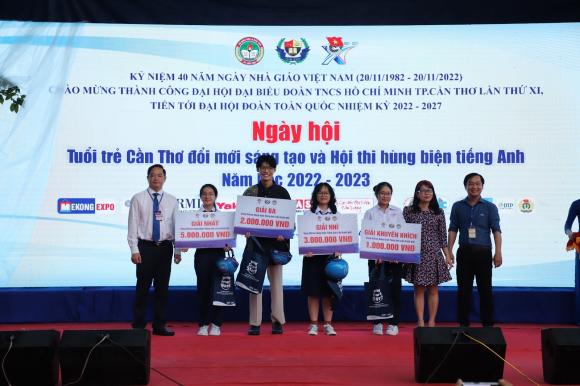 KỶ NIỆM 40 NĂM NGÀY NHÀ GIÁO VIỆT NAM (20/11/1982 - 20/11/2022)
CHÀO MỪNG THÀNH CÔNG ĐẠI HỘI ĐẠI BIỂU ĐOÀN TNCS HỒ CHÍ MINH TP.CẦN THƠ LẦN THỨ XI,
TIẾN TỚI ĐẠI HỘI ĐOÀN TOÀN QUỐC NHIỆM KỲ 2022 - 2027
Ngày hội
Tuổi trẻ Cần Thơ đổi mới sáng tạo và Hội thi hùng biện tiếng Anh
Năm học 2022 - 2023
MEKONG EXPO
GIẢI NHẤT
5.000.000 VNĐ
GIẢI BA
2.000.000 VNĐ
GIẢI NHÌ
3.000.000 VNĐ
GIẢI KHUYẾN KHÍCH
1.000.000 VNĐ